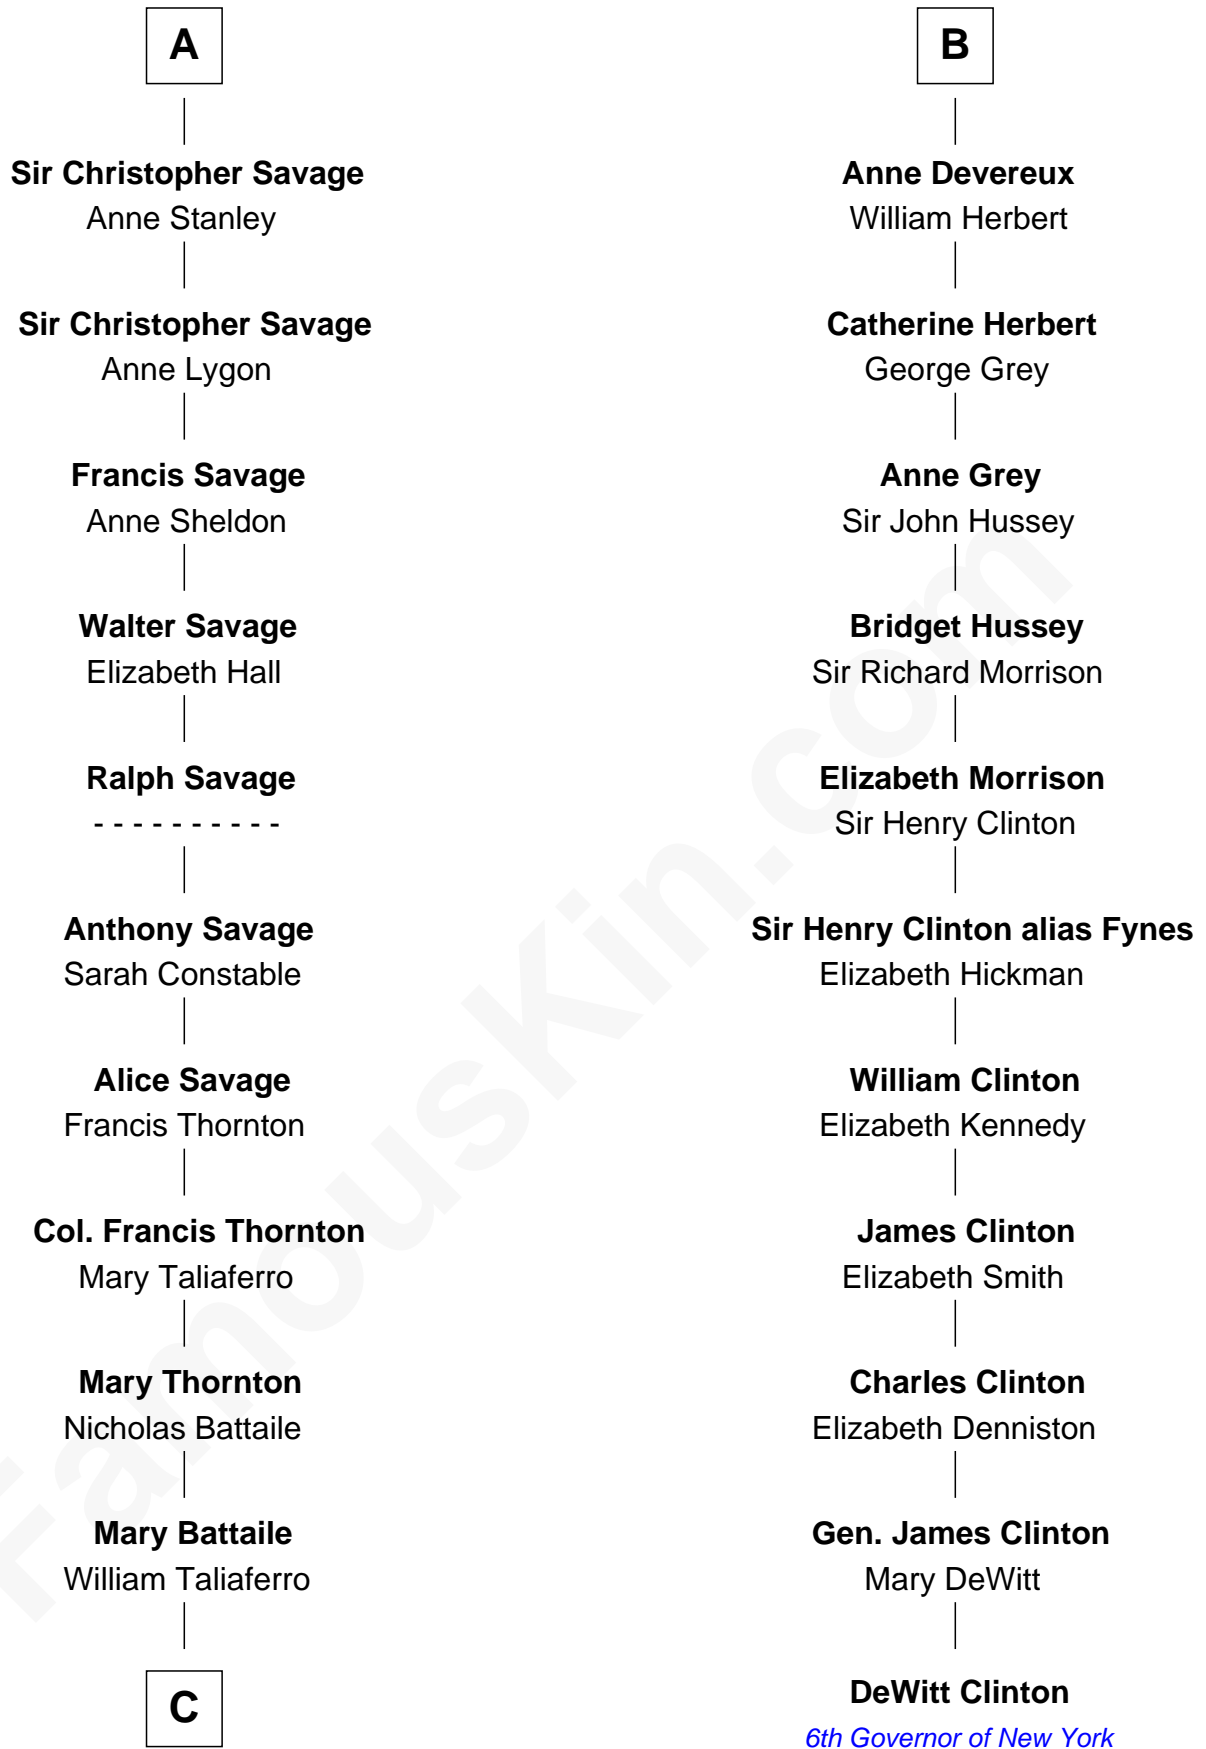 A
Sir Christopher Savage
Anne Stanley
Sir Christopher Savage
Anne Lygon
Francis Savage
Anne Sheldon
Walter Savage
Elizabeth Hall
Ralph Savage
- - - - - - - - - -
Anthony Savage
Sarah Constable
Alice Savage
Francis Thornton
Col. Francis Thornton
Mary Taliaferro
Mary Thornton
Nicholas Battaile
Mary Battaile
William Taliaferro
C
B
Anne Devereux
William Herbert
Catherine Herbert
George Grey
Anne Grey
Sir John Hussey
Bridget Hussey
Sir Richard Morrison
Elizabeth Morrison
Sir Henry Clinton
Sir Henry Clinton alias Fynes
Elizabeth Hickman
William Clinton
Elizabeth Kennedy
James Clinton
Elizabeth Smith
Charles Clinton
Elizabeth Denniston
Gen. James Clinton
Mary DeWitt
DeWitt Clinton
6th Governor of New York
FamousKin.com